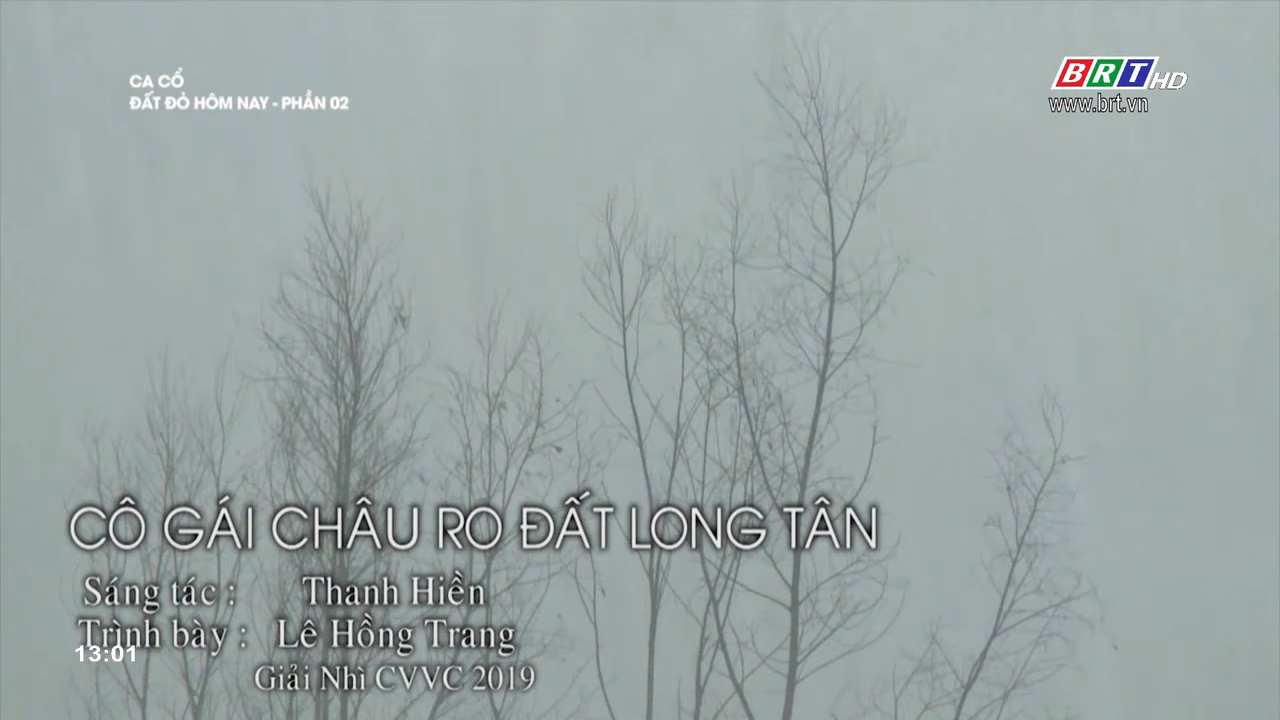 CA CỔ
ĐẤT ĐỎ HÔM NAY - PHẦN 02
BRT HD
www.brt.vn
CÔ GÁI CHÂU RO ĐẤT LONG TÂN
Sáng tác : Thanh Hiền
Trình bày : Lê Hồng Trang
13:01
Giải Nhì CVVC 2019